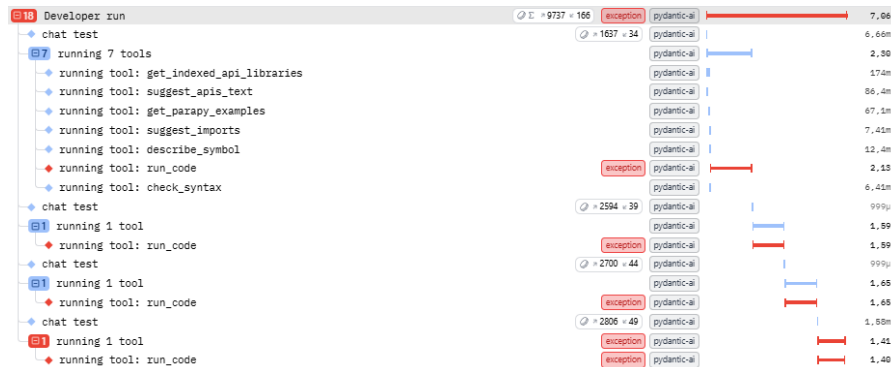 18 Developer run Σ ↗9737 ↙166 exception pydantic-ai 7,06
chat test ↗1637 ↙34 pydantic-ai 6,66m
7 running 7 tools pydantic-ai 2,30
running tool: get_indexed_api_libraries pydantic-ai 174m
running tool: suggest_apis_text pydantic-ai 86,4m
running tool: get_parapy_examples pydantic-ai 67,1m
running tool: suggest_imports pydantic-ai 7,41m
running tool: describe_symbol pydantic-ai 12,4m
running tool: run_code exception pydantic-ai 2,13
running tool: check_syntax pydantic-ai 6,41m
chat test ↗2594 ↙39 pydantic-ai 999µ
1 running 1 tool pydantic-ai 1,59
running tool: run_code exception pydantic-ai 1,59
chat test ↗2700 ↙44 pydantic-ai 999µ
1 running 1 tool pydantic-ai 1,65
running tool: run_code exception pydantic-ai 1,65
chat test ↗2806 ↙49 pydantic-ai 1,58m
1 running 1 tool exception pydantic-ai 1,41
running tool: run_code exception pydantic-ai 1,40